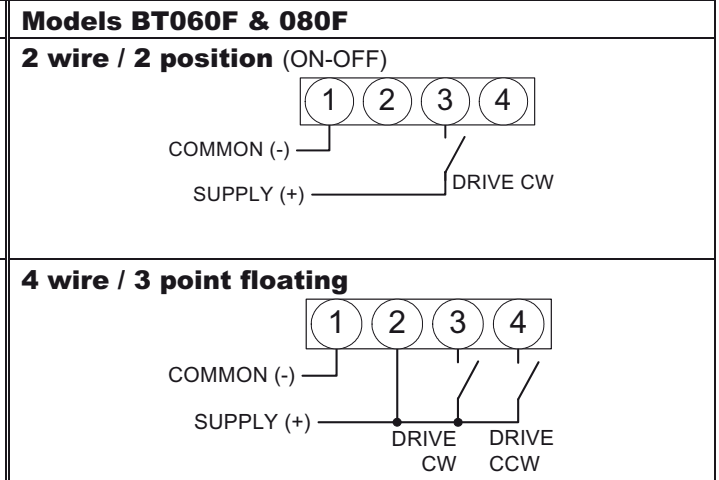 Models BT060F & 080F
2 wire / 2 position (ON-OFF)
1 2 3 4
COMMON (-)
SUPPLY (+)
DRIVE CW
4 wire / 3 point floating
1 2 3 4
COMMON (-)
SUPPLY (+)
DRIVE CW
DRIVE CCW